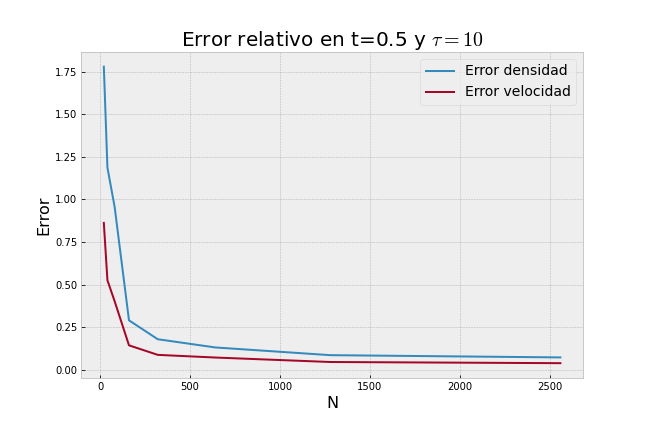 Error relativo en t=0.5 y τ = 10
Error densidad
Error velocidad
Error
1.75
1.50
1.25
1.00
0.75
0.50
0.25
0.00
0 500 1000 1500 2000 2500
N